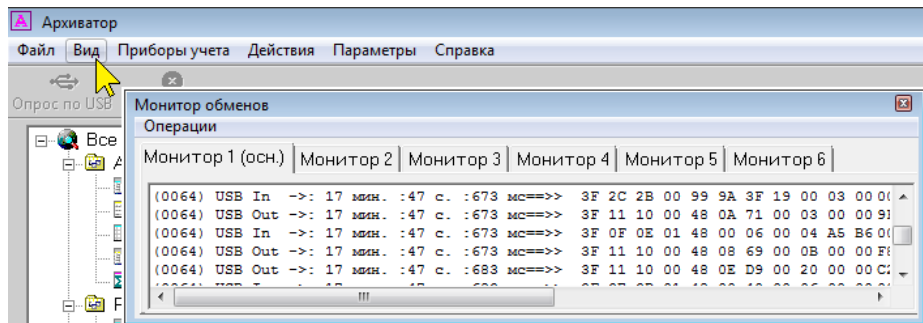 Архиватор
Файл Вид Приборы учета Действия Параметры Справка
Опрос по USB
Монитор обменов
Операции
Все
Монитор 1 (осн.) Монитор 2 Монитор 3 Монитор 4 Монитор 5 Монитор 6
(0064) USB In ->: 17 мин. :47 с. :673 мс==>> 3F 2C 2B 00 99 9A 3F 19 00 03 00
(0064) USB Out ->: 17 мин. :47 с. :673 мс==>> 3F 11 10 00 48 0A 71 00 03 00 00
(0064) USB In ->: 17 мин. :47 с. :673 мс==>> 3F 0F 0E 01 48 00 06 00 04 A5 B6
(0064) USB Out ->: 17 мин. :47 с. :673 мс==>> 3F 11 10 00 48 08 69 00 0B 00 00
(0064) USB Out ->: 17 мин. :47 с. :683 мс==>> 3F 11 10 00 48 0E D9 00 20 00 00